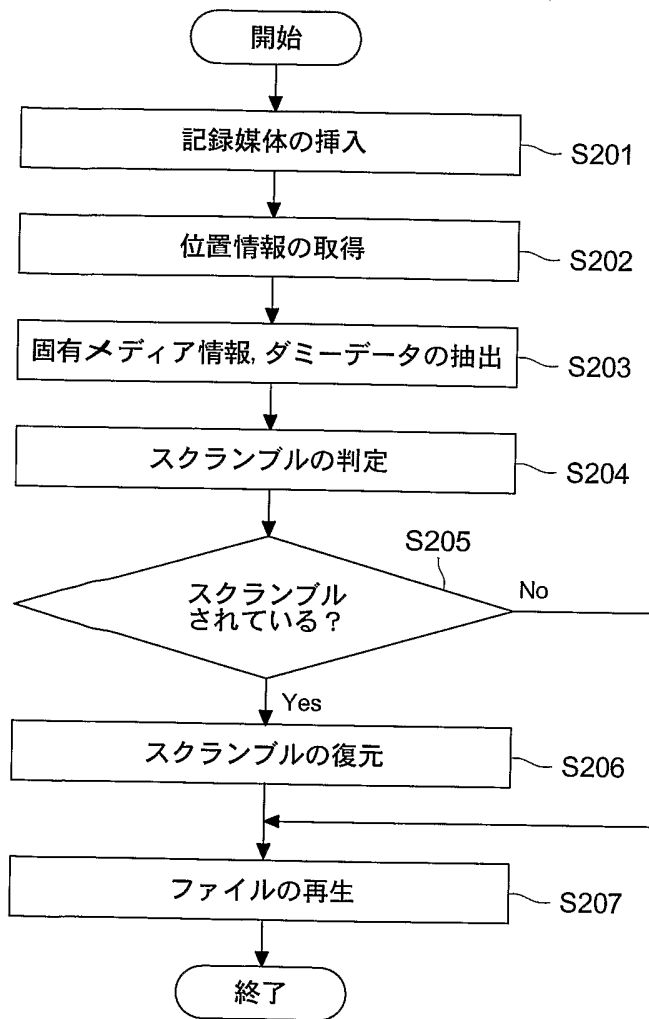 開始
記録媒体の挿入
S201
位置情報の取得
S202
固有メディア情報, ダミーデータの抽出
S203
スクランブルの判定
S204
S205
スクランブル
されている？
No
Yes
スクランブルの復元
S206
ファイルの再生
S207
終了